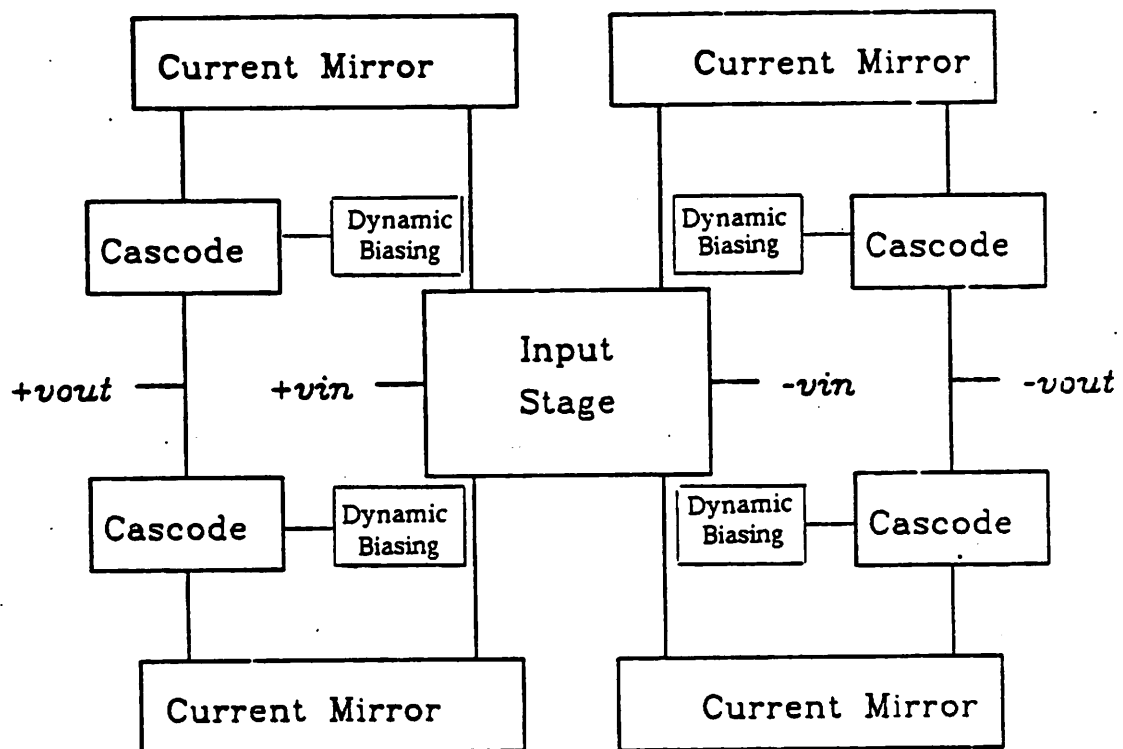 Current Mirror
Current Mirror
Cascode
Dynamic
Biasing
Dynamic
Biasing
Cascode
Input
Stage
+vout
+vin
-vin
-vout
Cascode
Dynamic
Biasing
Dynamic
Biasing
Cascode
Current Mirror
Current Mirror